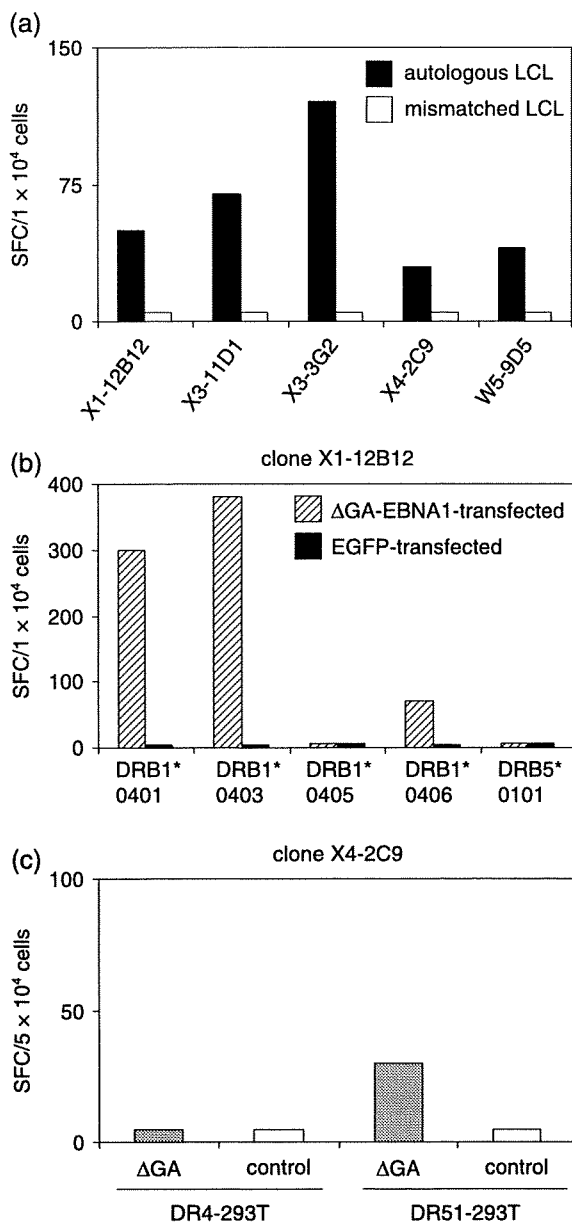 (a)
150
autologous LCL
mismatched LCL
SFC/1 × 10⁴ cells
75
0
X1-12B12
X3-11D1
X3-3G2
X4-2C9
W5-9D5
(b)
clone X1-12B12
400
ΔGA-EBNA1-transfected
EGFP-transfected
300
SFC/1 × 10⁴ cells
200
100
0
DRB1* DRB1* DRB1* DRB1* DRB5*
0401 0403 0405 0406 0101
(c)
clone X4-2C9
100
SFC/5 × 10⁴ cells
50
0
ΔGA control ΔGA control
DR4-293T DR51-293T